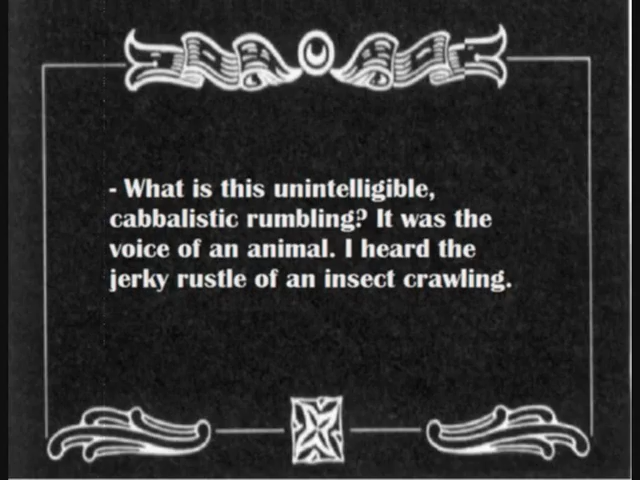 - What is this unintelligible,
cabbalistic rumbling? It was the
voice of an animal. I heard the
jerky rustle of an insect crawling.